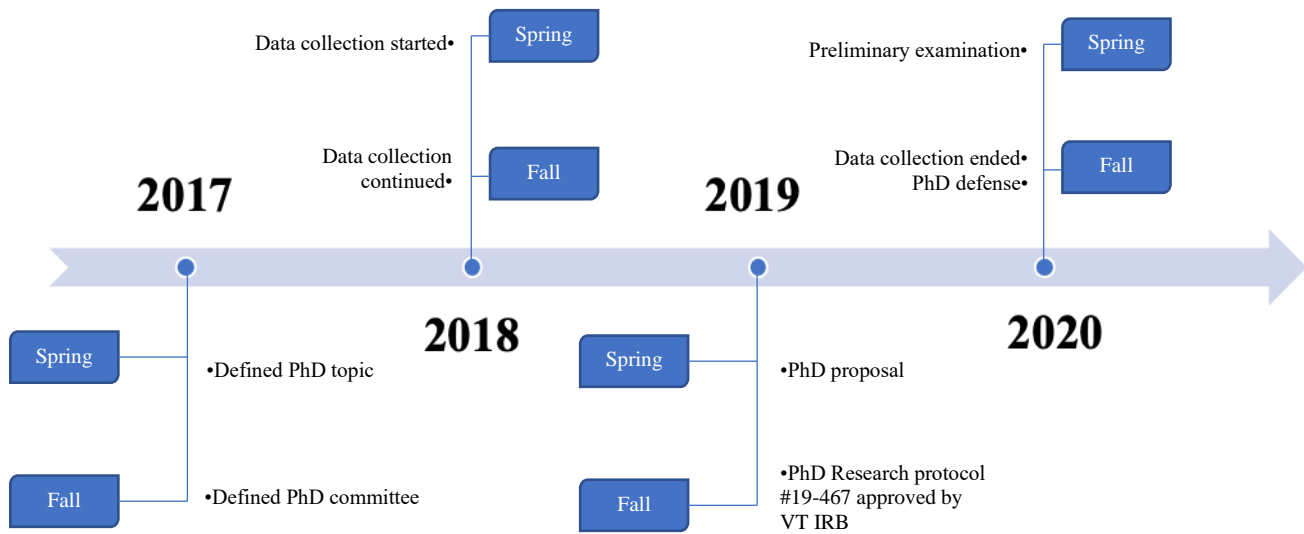 2017
Spring
•Defined PhD topic
Fall
•Defined PhD committee
2018
Data collection started•
Spring
Data collection
continued•
Fall
2019
Spring
•PhD proposal
Fall
•PhD Research protocol
#19-467 approved by
VT IRB
2020
Preliminary examination•
Spring
Data collection ended•
PhD defense•
Fall